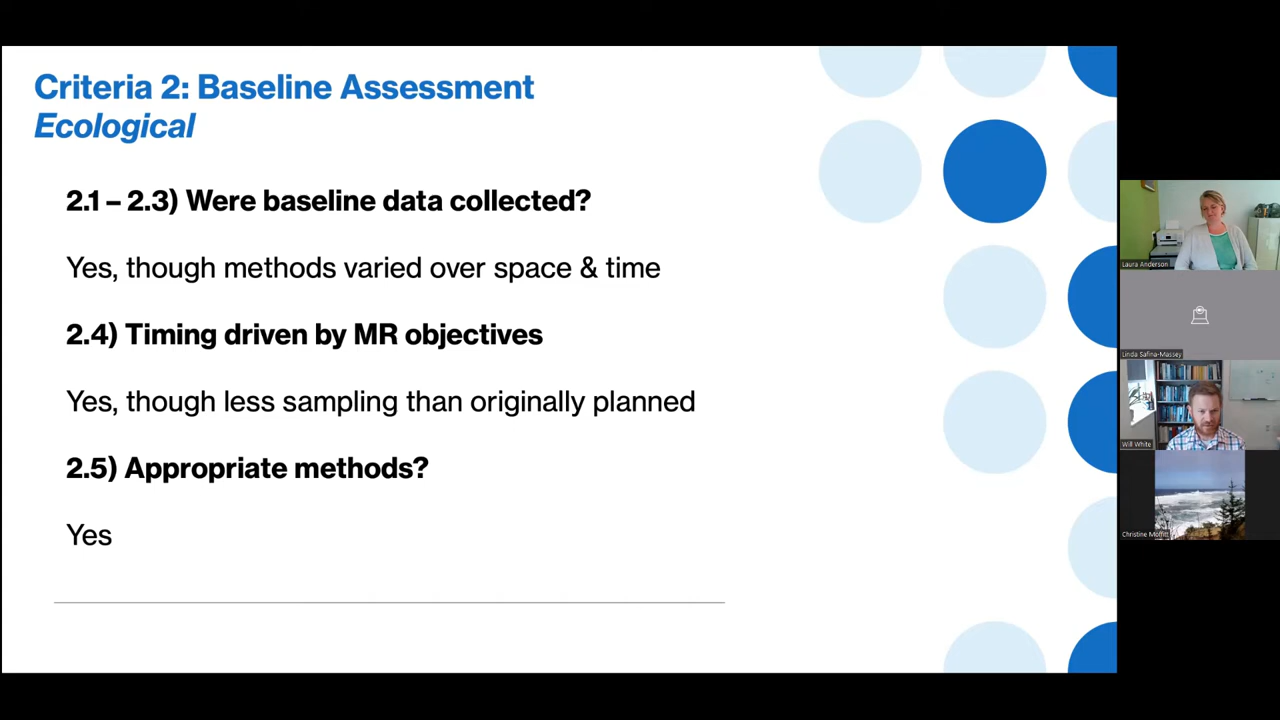 Criteria 2: Baseline Assessment
Ecological
2.1 – 2.3) Were baseline data collected?
Yes, though methods varied over space & time
2.4) Timing driven by MR objectives
Yes, though less sampling than originally planned
2.5) Appropriate methods?
Yes
Laura Anderson
Linda Safina-Massey
Will White
Christine Moffitt